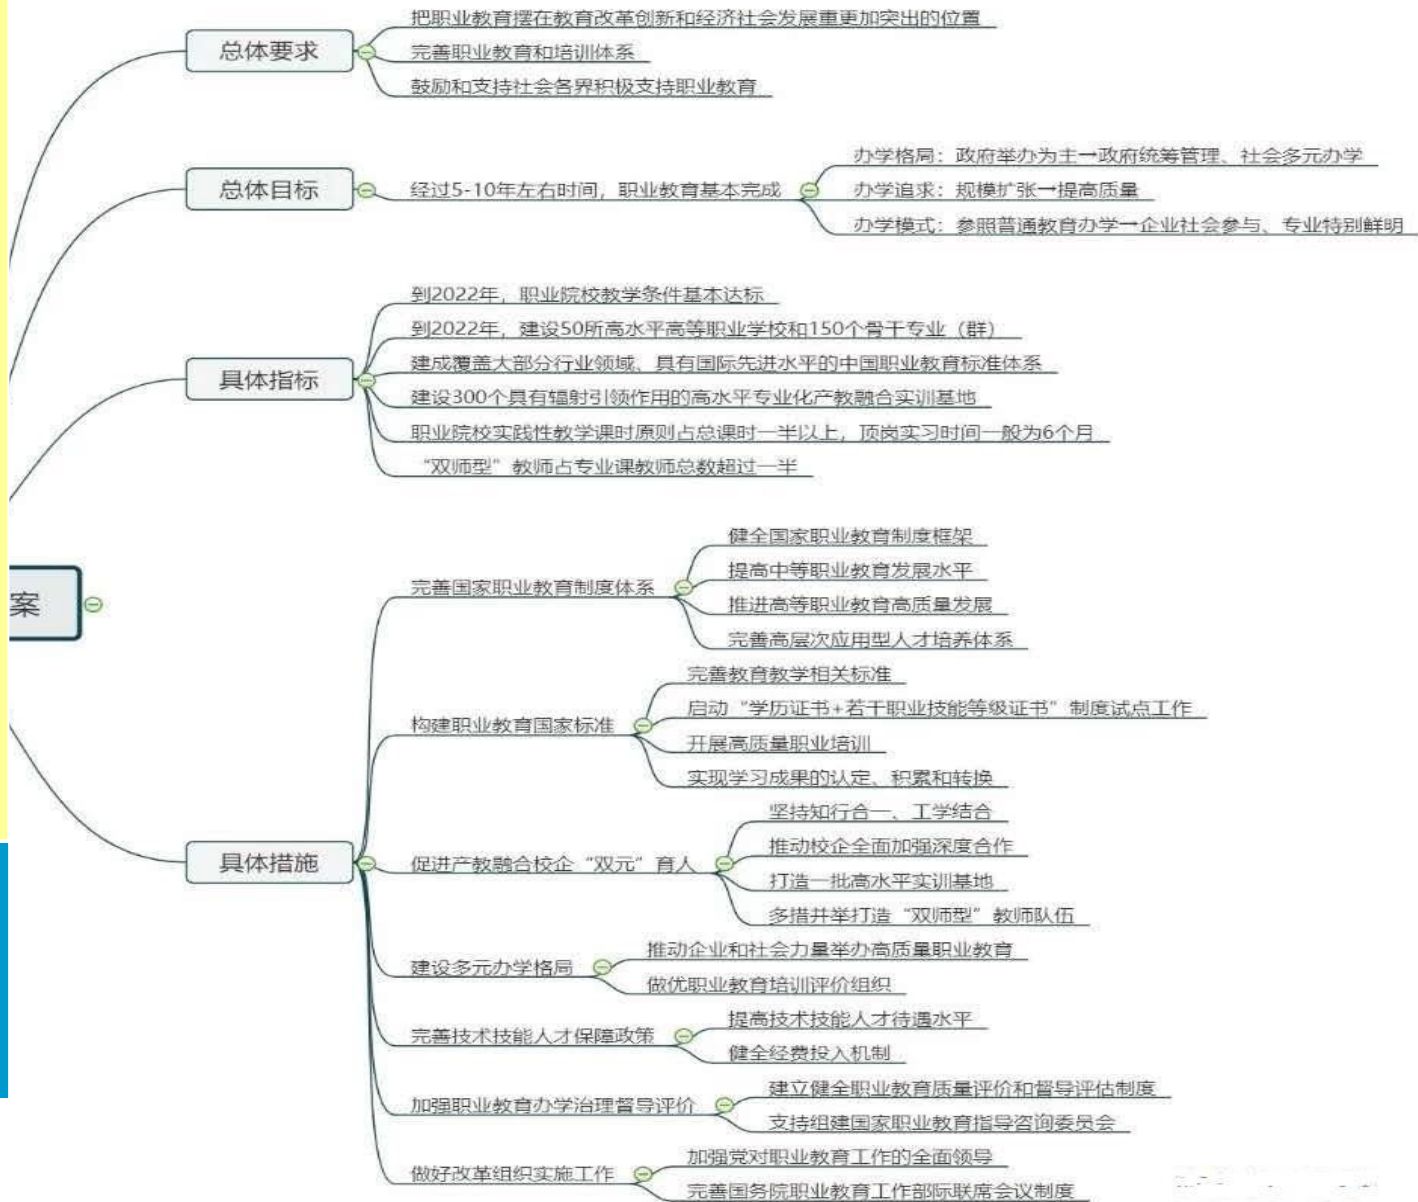 总体要求
把职业教育摆在教育改革创新和经济社会发展重更加突出的位置
完善职业教育和培训体系
鼓励和支持社会各界积极支持职业教育
总体目标
经过5-10年左右时间，职业教育基本完成
办学格局：政府举办为主→政府统筹管理、社会多元办学
办学追求：规模扩张→提高质量
办学模式：参照普通教育办学→企业社会参与、专业特别鲜明
具体指标
到2022年，职业院校教学条件基本达标
到2022年，建设50所高水平高等职业学校和150个骨干专业（群）
建成覆盖大部分行业领域、具有国际先进水平的中国职业教育标准体系
建设300个具有辐射引领作用的高水平专业化产教融合实训基地
职业院校实践性教学课时原则占总课时一半以上，顶岗实习时间一般为6个月
“双师型”教师占专业课教师总数超过一半
案
具体措施
完善国家职业教育制度体系
健全国家职业教育制度框架
提高中等职业教育发展水平
推进高等职业教育高质量发展
完善高层次应用型人才培养体系
构建职业教育国家标准
完善教育教学相关标准
启动“学历证书+若干职业技能等级证书”制度试点工作
开展高质量职业培训
实现学习成果的认定、积累和转换
促进产教融合校企“双元”育人
坚持知行合一、工学结合
推动校企全面加强深度合作
打造一批高水平实训基地
多措并举打造“双师型”教师队伍
建设多元办学格局
推动企业和社会力量举办高质量职业教育
做优职业教育培训评价组织
完善技术技能人才保障政策
提高技术技能人才待遇水平
健全经费投入机制
加强职业教育办学治理督导评价
建立健全职业教育质量评价和督导评估制度
支持组建国家职业教育指导咨询委员会
做好改革组织实施工作
加强党对职业教育工作的全面领导
完善国务院职业教育工作部际联席会议制度